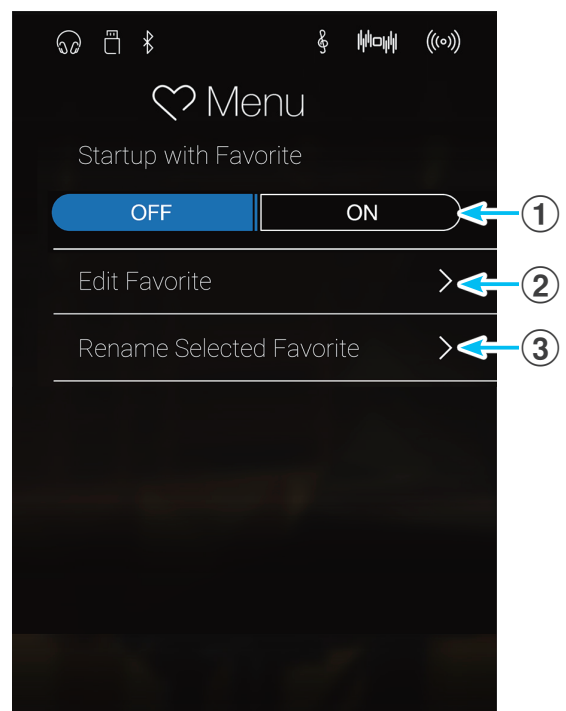 Menu
Startup with Favorite
OFF ON 1
Edit Favorite 2
Rename Selected Favorite 3